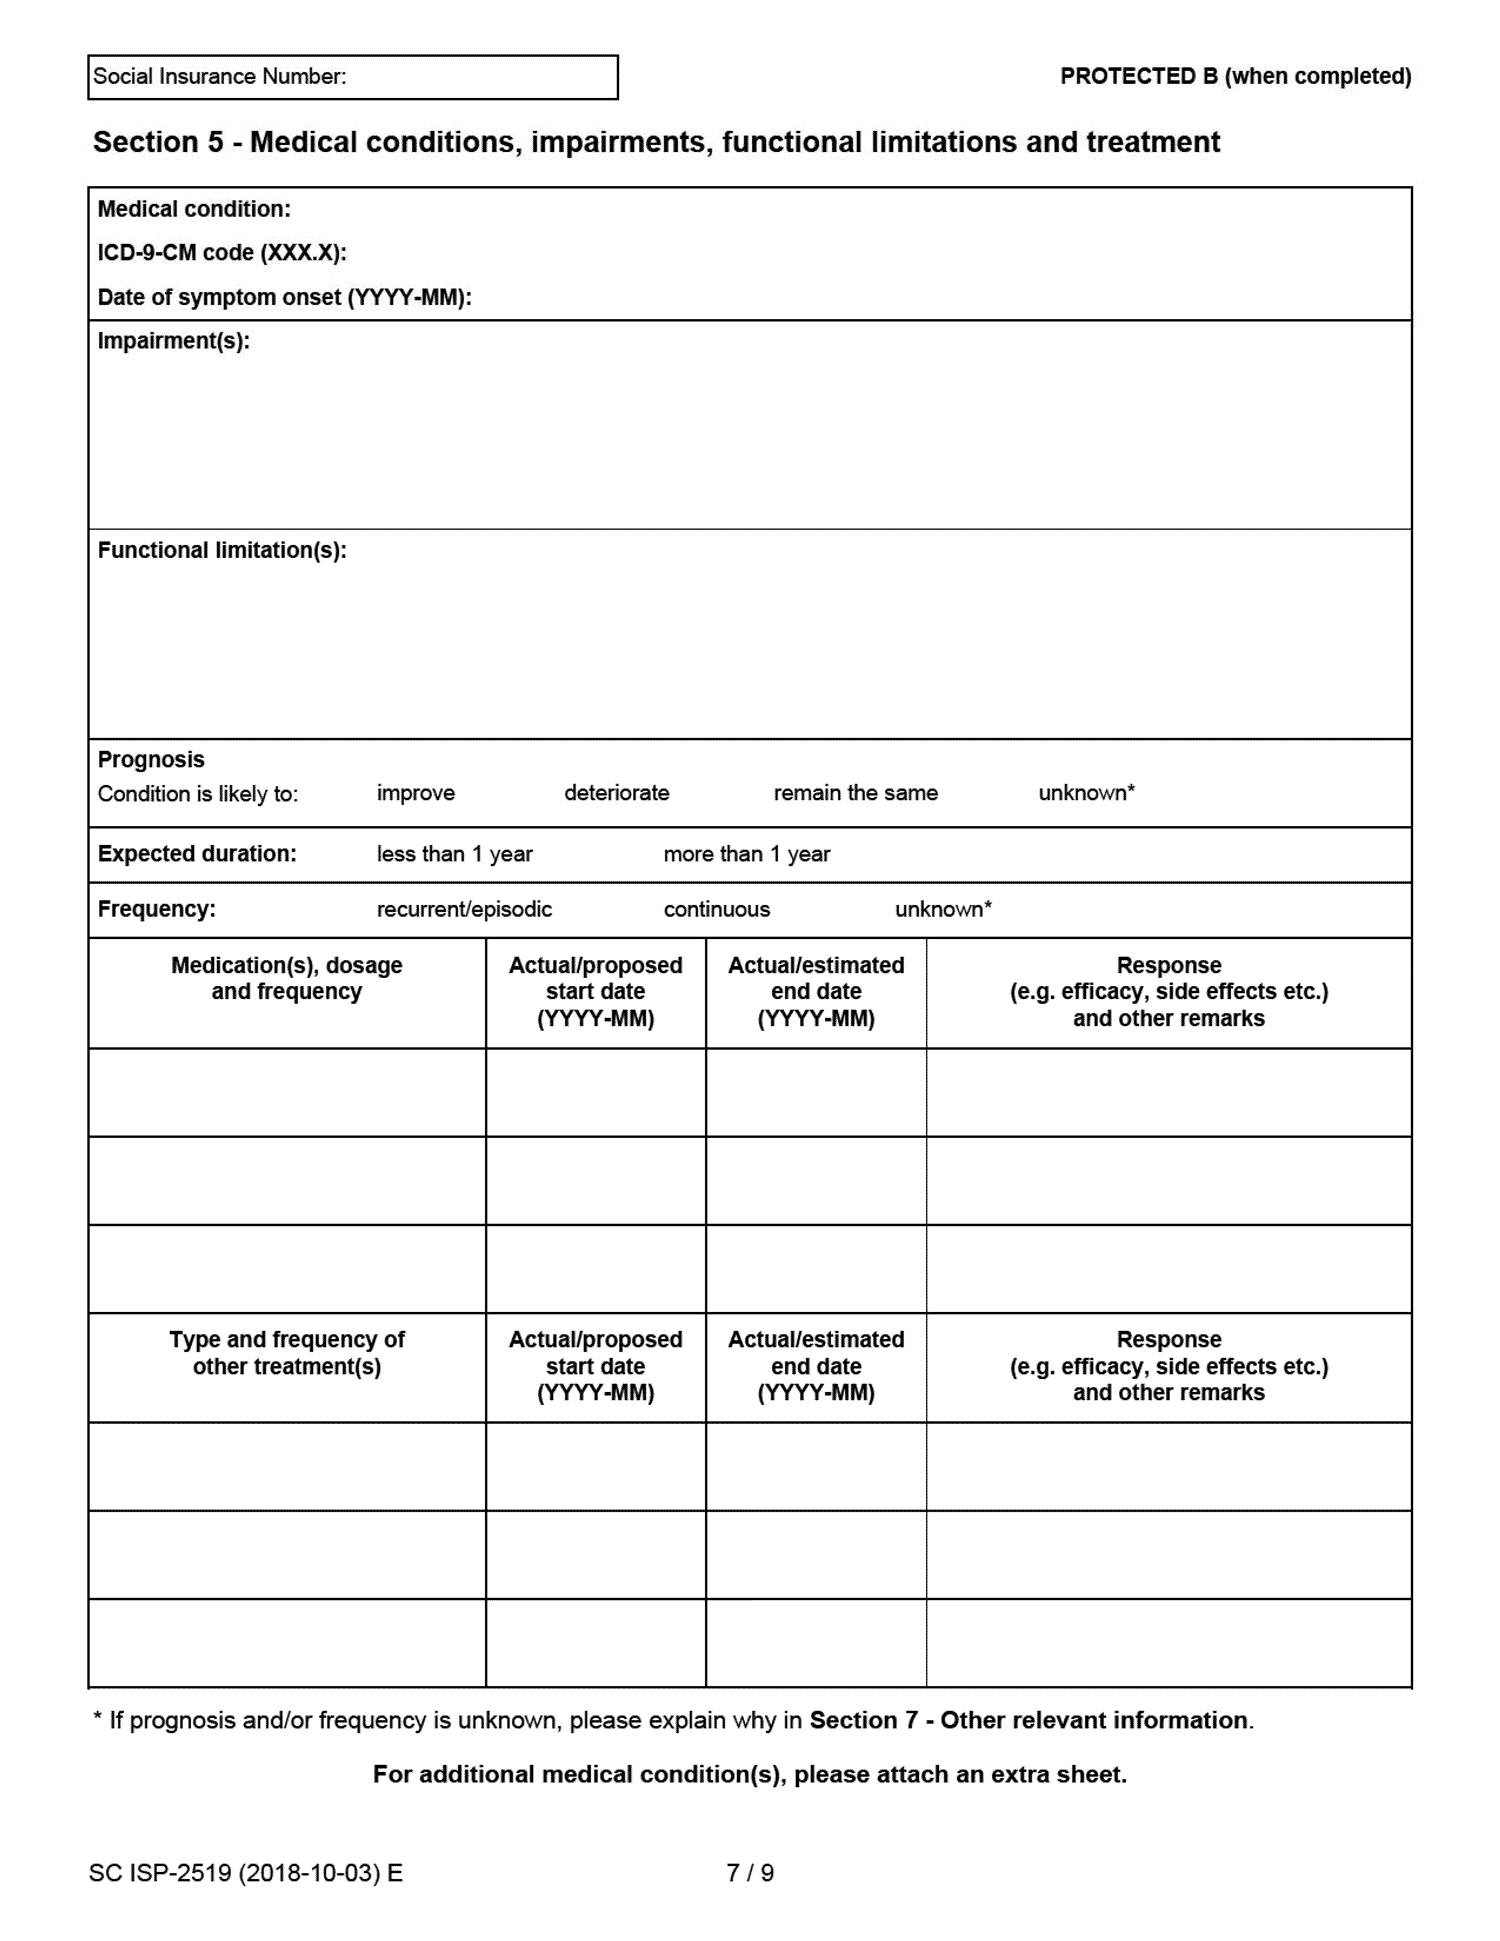 Social Insurance Number:
PROTECTED B (when completed)
Section 5 - Medical conditions, impairments, functional limitations and treatment
Medical condition:
ICD-9-CM code (XXX.X):
Date of symptom onset (YYYY-MM):
Impairment(s):
Functional limitation(s):
Prognosis
Condition is likely to: improve deteriorate remain the same unknown*
Expected duration: less than 1 year more than 1 year
Frequency: recurrent/episodic continuous unknown*
Medication(s), dosage
and frequency
Actual/proposed
start date
(YYYY-MM)
Actual/estimated
end date
(YYYY-MM)
Response
(e.g. efficacy, side effects etc.)
and other remarks
Type and frequency of
other treatment(s)
Actual/proposed
start date
(YYYY-MM)
Actual/estimated
end date
(YYYY-MM)
Response
(e.g. efficacy, side effects etc.)
and other remarks
* If prognosis and/or frequency is unknown, please explain why in Section 7 - Other relevant information.
For additional medical condition(s), please attach an extra sheet.
SC ISP-2519 (2018-10-03) E
7 / 9